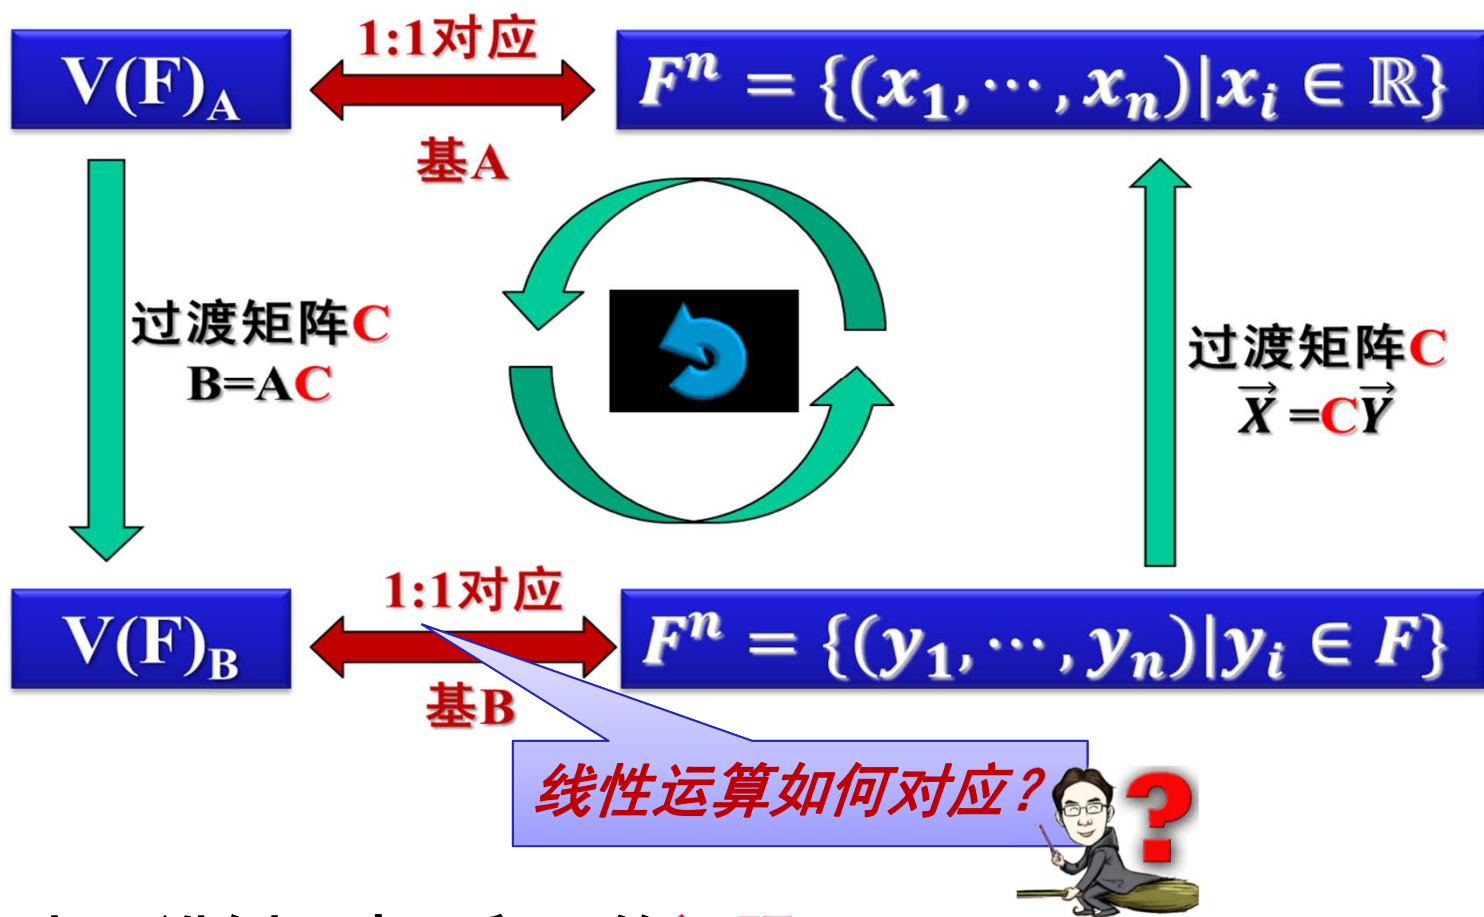 1:1对应
V(F)A
F^n = {(x₁,⋯,xₙ)|xᵢ ∈ ℝ}
基A
过渡矩阵C
B=AC
过渡矩阵C
X⃗ =CY⃗
1:1对应
V(F)B
F^n = {(y₁,⋯,yₙ)|yᵢ ∈ F}
基B
线性运算如何对应？
?